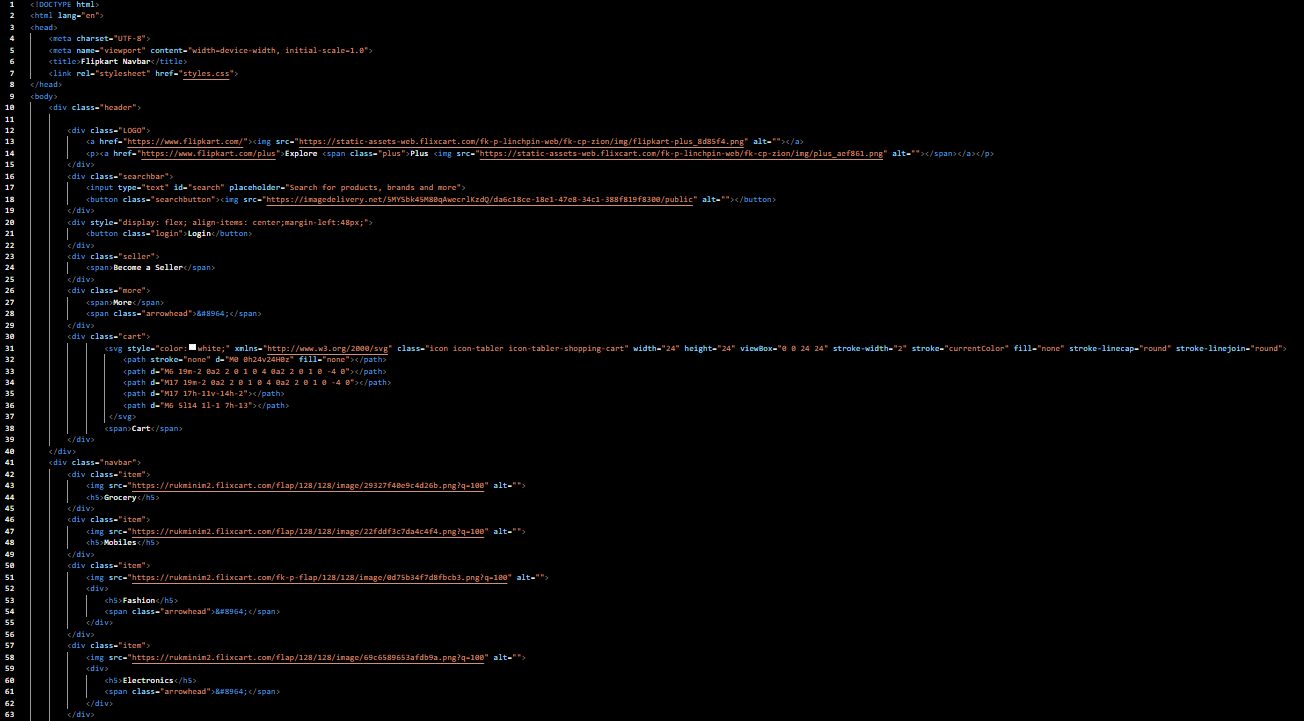 1 <!DOCTYPE html>
2 <html lang="en">
3 <head>
4 <meta charset="UTF-8">
5 <meta name="viewport" content="width=device-width, initial-scale=1.0">
6 <title>Flipkart Navbar</title>
7 <link rel="stylesheet" href="styles.css">
8 </head>
9 <body>
10 <div class="header">
11
12 <div class="LOGO">
13 <a href="https://www.flipkart.com/"><img src="https://static-assets-web.flixcart.com/fk-p-linchpin-web/fk-cp-zion/img/flipkart-plus_8d85f4.png" alt=""></a>
14 <p><a href="https://www.flipkart.com/plus">Explore <span class="plus">Plus <img src="https://static-assets-web.flixcart.com/fk-p-linchpin-web/fk-cp-zion/img/plus_aef861.png" alt=""></span></a></p>
15 </div>
16 <div class="searchbar">
17 <input type="text" id="search" placeholder="Search for products, brands and more">
18 <button class="searchbutton"><img src="https://imagedelivery.net/5MYSbk45M80qAwecrlKzdQ/da6c18ce-18e1-47e8-34c1-388f819f8300/public" alt=""></button>
19 </div>
20 <div style="display: flex; align-items: center;margin-left:48px;">
21 <button class="login">Login</button>
22 </div>
23 <div class="seller">
24 <span>Become a Seller</span>
25 </div>
26 <div class="more">
27 <span>More</span>
28 <span class="arrowhead">&#8964;</span>
29 </div>
30 <div class="cart">
31 <svg style="color:white;" xmlns="http://www.w3.org/2000/svg" class="icon icon-tabler icon-tabler-shopping-cart" width="24" height="24" viewBox="0 0 24 24" stroke-width="2" stroke="currentColor" fill="none" stroke-linecap="round" stroke-linejoin="round">
32 <path stroke="none" d="M0 0h24v24H0z" fill="none"></path>
33 <path d="M6 19m-2 0a2 2 0 1 0 4 0a2 2 0 1 0 -4 0"></path>
34 <path d="M17 19m-2 0a2 2 0 1 0 4 0a2 2 0 1 0 -4 0"></path>
35 <path d="M17 17h-11v-14h-2"></path>
36 <path d="M6 5l14 1l-1 7h-13"></path>
37 </svg>
38 <span>Cart</span>
39 </div>
40 </div>
41 <div class="navbar">
42 <div class="item">
43 <img src="https://rukminim2.flixcart.com/flap/128/128/image/29327f40e9c4d26b.png?q=100" alt="">
44 <h5>Grocery</h5>
45 </div>
46 <div class="item">
47 <img src="https://rukminim2.flixcart.com/flap/128/128/image/22fddf3c7da4c4f4.png?q=100" alt="">
48 <h5>Mobiles</h5>
49 </div>
50 <div class="item">
51 <img src="https://rukminim2.flixcart.com/fk-p-flap/128/128/image/0d75b34f7d8fbcb3.png?q=100" alt="">
52 <div>
53 <h5>Fashion</h5>
54 <span class="arrowhead">&#8964;</span>
55 </div>
56 </div>
57 <div class="item">
58 <img src="https://rukminim2.flixcart.com/flap/128/128/image/69c6589653afdb9a.png?q=100" alt="">
59 <div>
60 <h5>Electronics</h5>
61 <span class="arrowhead">&#8964;</span>
62 </div>
63 </div>